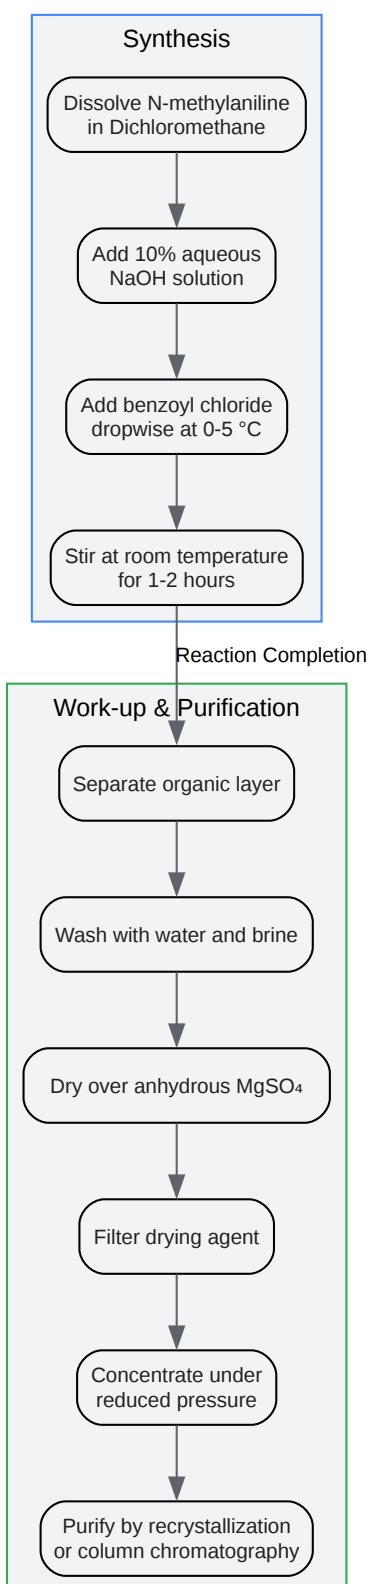 Synthesis
Dissolve N-methylaniline
in Dichloromethane
Add 10% aqueous
NaOH solution
Add benzoyl chloride
dropwise at 0-5 °C
Stir at room temperature
for 1-2 hours
Reaction Completion
Work-up & Purification
Separate organic layer
Wash with water and brine
Dry over anhydrous MgSO₄
Filter drying agent
Concentrate under
reduced pressure
Purify by recrystallization
or column chromatography